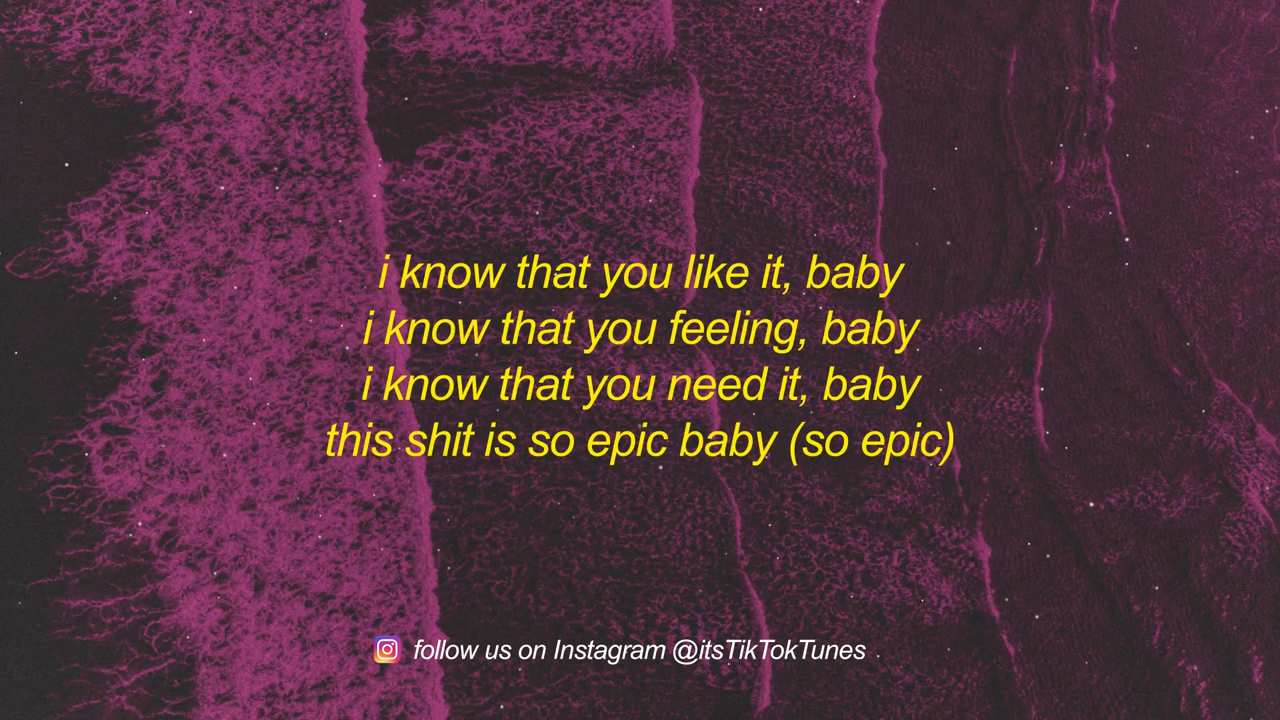 i know that you like it, baby
i know that you feeling, baby
i know that you need it, baby
this shit is so epic baby (so epic)
follow us on Instagram @itsTikTokTunes